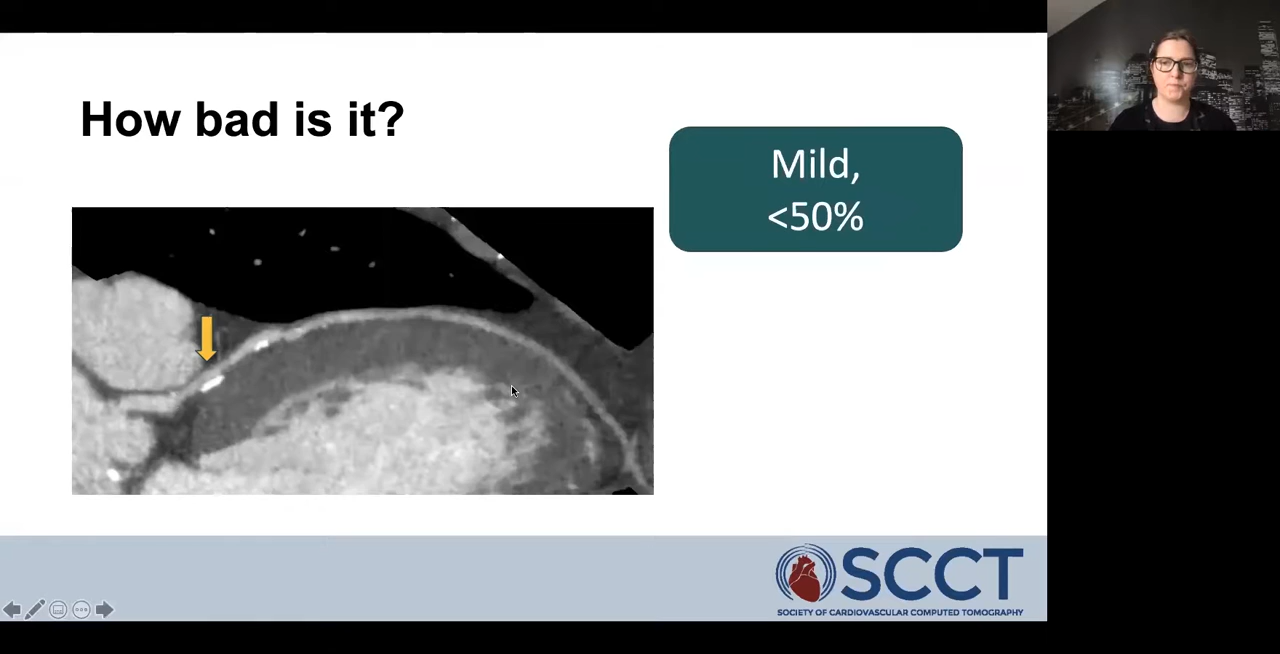 How bad is it?
Mild,
<50%
SCCT
SOCIETY OF CARDIOVASCULAR COMPUTED TOMOGRAPHY